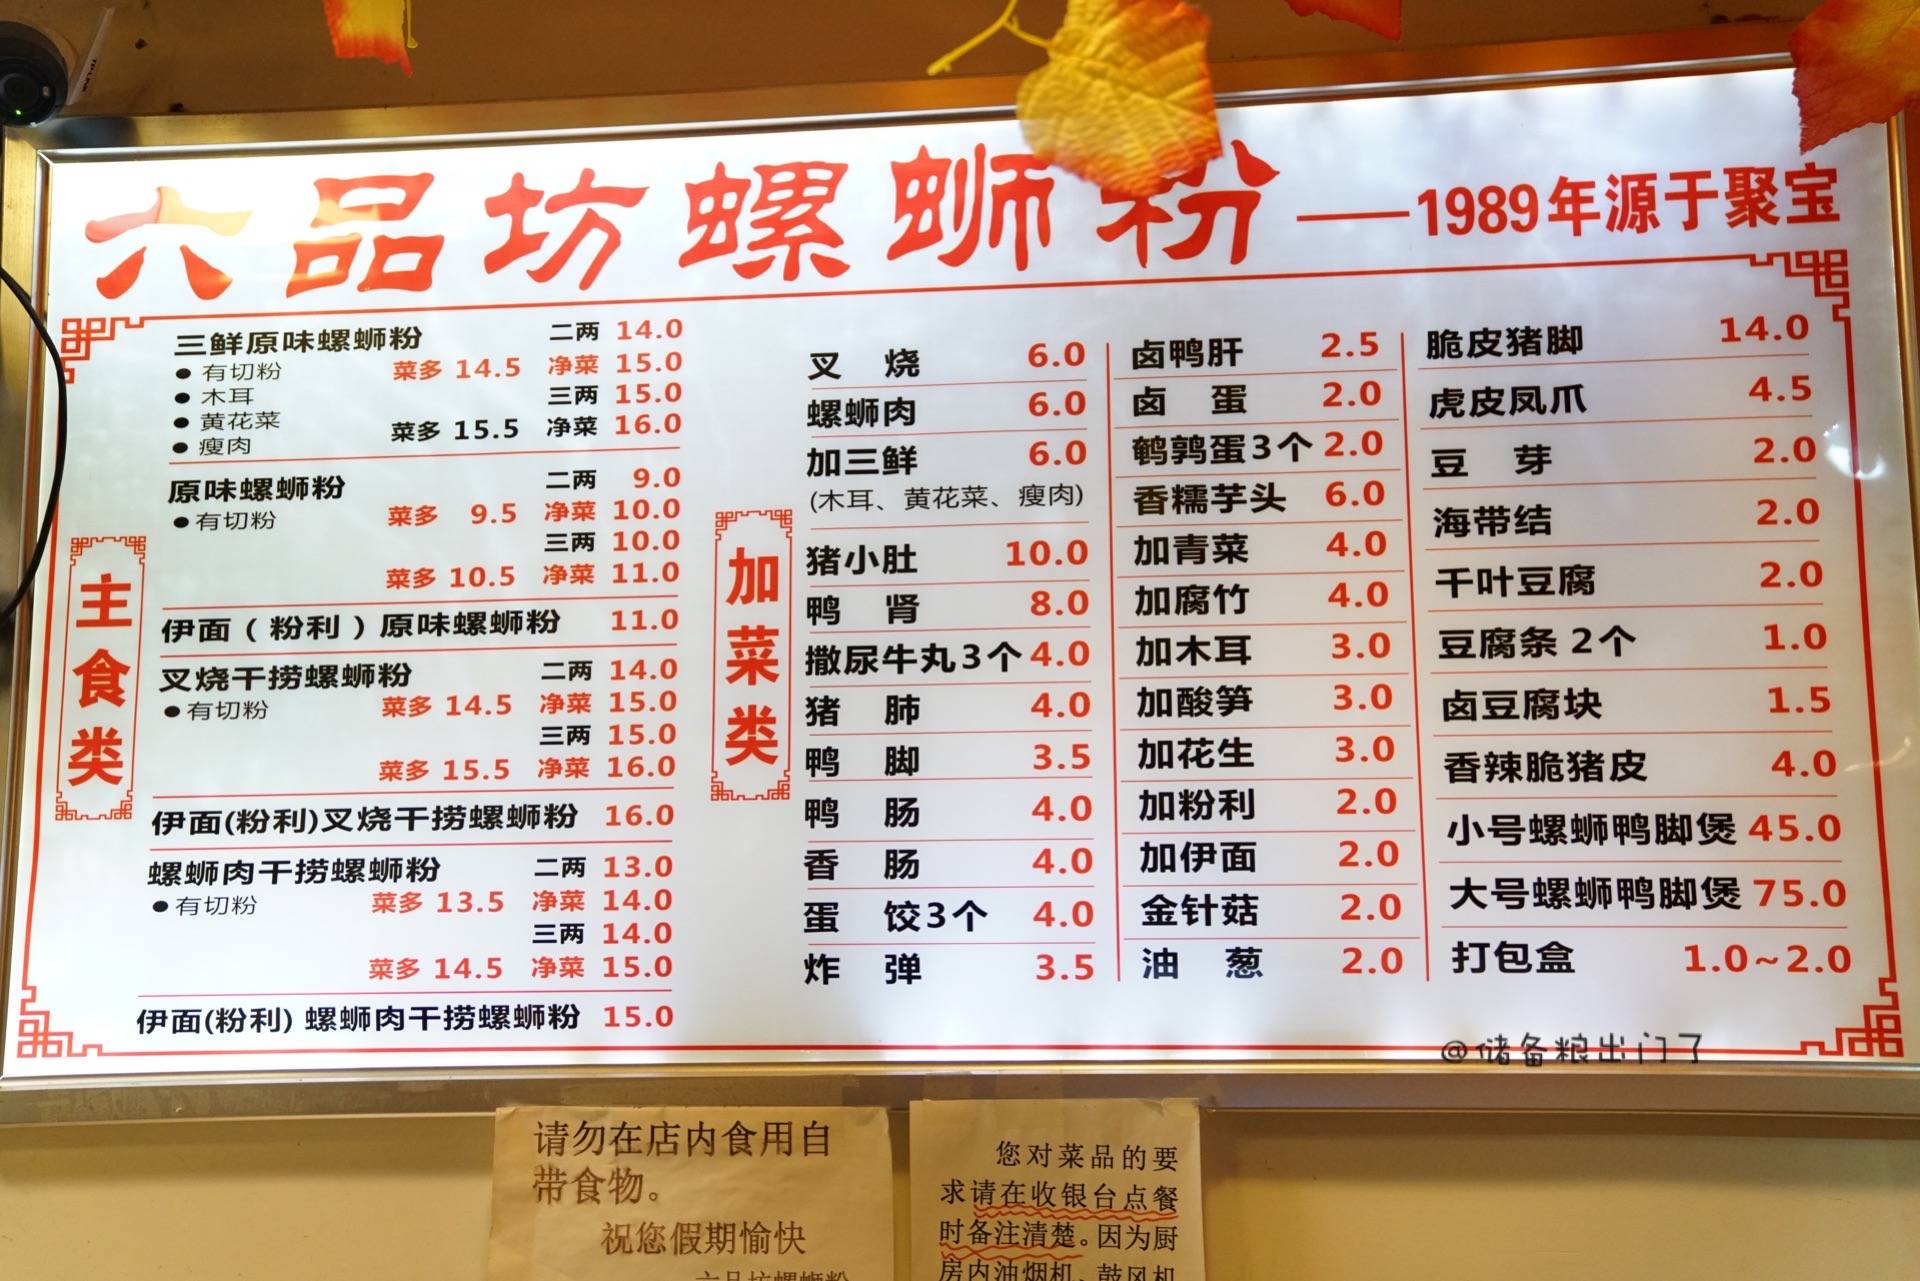 六品坊螺蛳粉 ——1989年源于聚宝
主食类
三鲜原味螺蛳粉 二两 14.0
●有切粉 菜多 14.5 净菜 15.0
●木耳 三两 15.0
●黄花菜 菜多 15.5 净菜 16.0
●瘦肉
原味螺蛳粉 二两 9.0
●有切粉 菜多 9.5 净菜 10.0
三两 10.0
菜多 10.5 净菜 11.0
伊面(粉利)原味螺蛳粉 11.0
叉烧干捞螺蛳粉 二两 14.0
●有切粉 菜多 14.5 净菜 15.0
三两 15.0
菜多 15.5 净菜 16.0
伊面(粉利)叉烧干捞螺蛳粉 16.0
螺蛳肉干捞螺蛳粉 二两 13.0
●有切粉 菜多 13.5 净菜 14.0
三两 14.0
菜多 14.5 净菜 15.0
伊面(粉利) 螺蛳肉干捞螺蛳粉 15.0
加菜类
叉烧 6.0
螺蛳肉 6.0
加三鲜 6.0
(木耳、黄花菜、瘦肉)
猪小肚 10.0
鸭肾 8.0
撒尿牛丸3个 4.0
猪肺 4.0
鸭脚 3.5
鸭肠 4.0
香肠 4.0
蛋饺3个 4.0
炸弹 3.5
卤鸭肝 2.5
卤蛋 2.0
鹌鹑蛋3个 2.0
香糯芋头 6.0
加青菜 4.0
加腐竹 4.0
加木耳 3.0
加酸笋 3.0
加花生 3.0
加粉利 2.0
加伊面 2.0
金针菇 2.0
油葱 2.0
脆皮猪脚 14.0
虎皮凤爪 4.5
豆芽 2.0
海带结 2.0
千叶豆腐 2.0
豆腐条 2个 1.0
卤豆腐块 1.5
香辣脆猪皮 4.0
小号螺蛳鸭脚煲 45.0
大号螺蛳鸭脚煲 75.0
打包盒 1.0~2.0
@储备粮出门了
请勿在店内食用自
带食物。
祝您假期愉快
六品坊螺蛳粉
您对菜品的要
求请在收银台点餐
时备注清楚。因为厨
房内油烟机、鼓风机